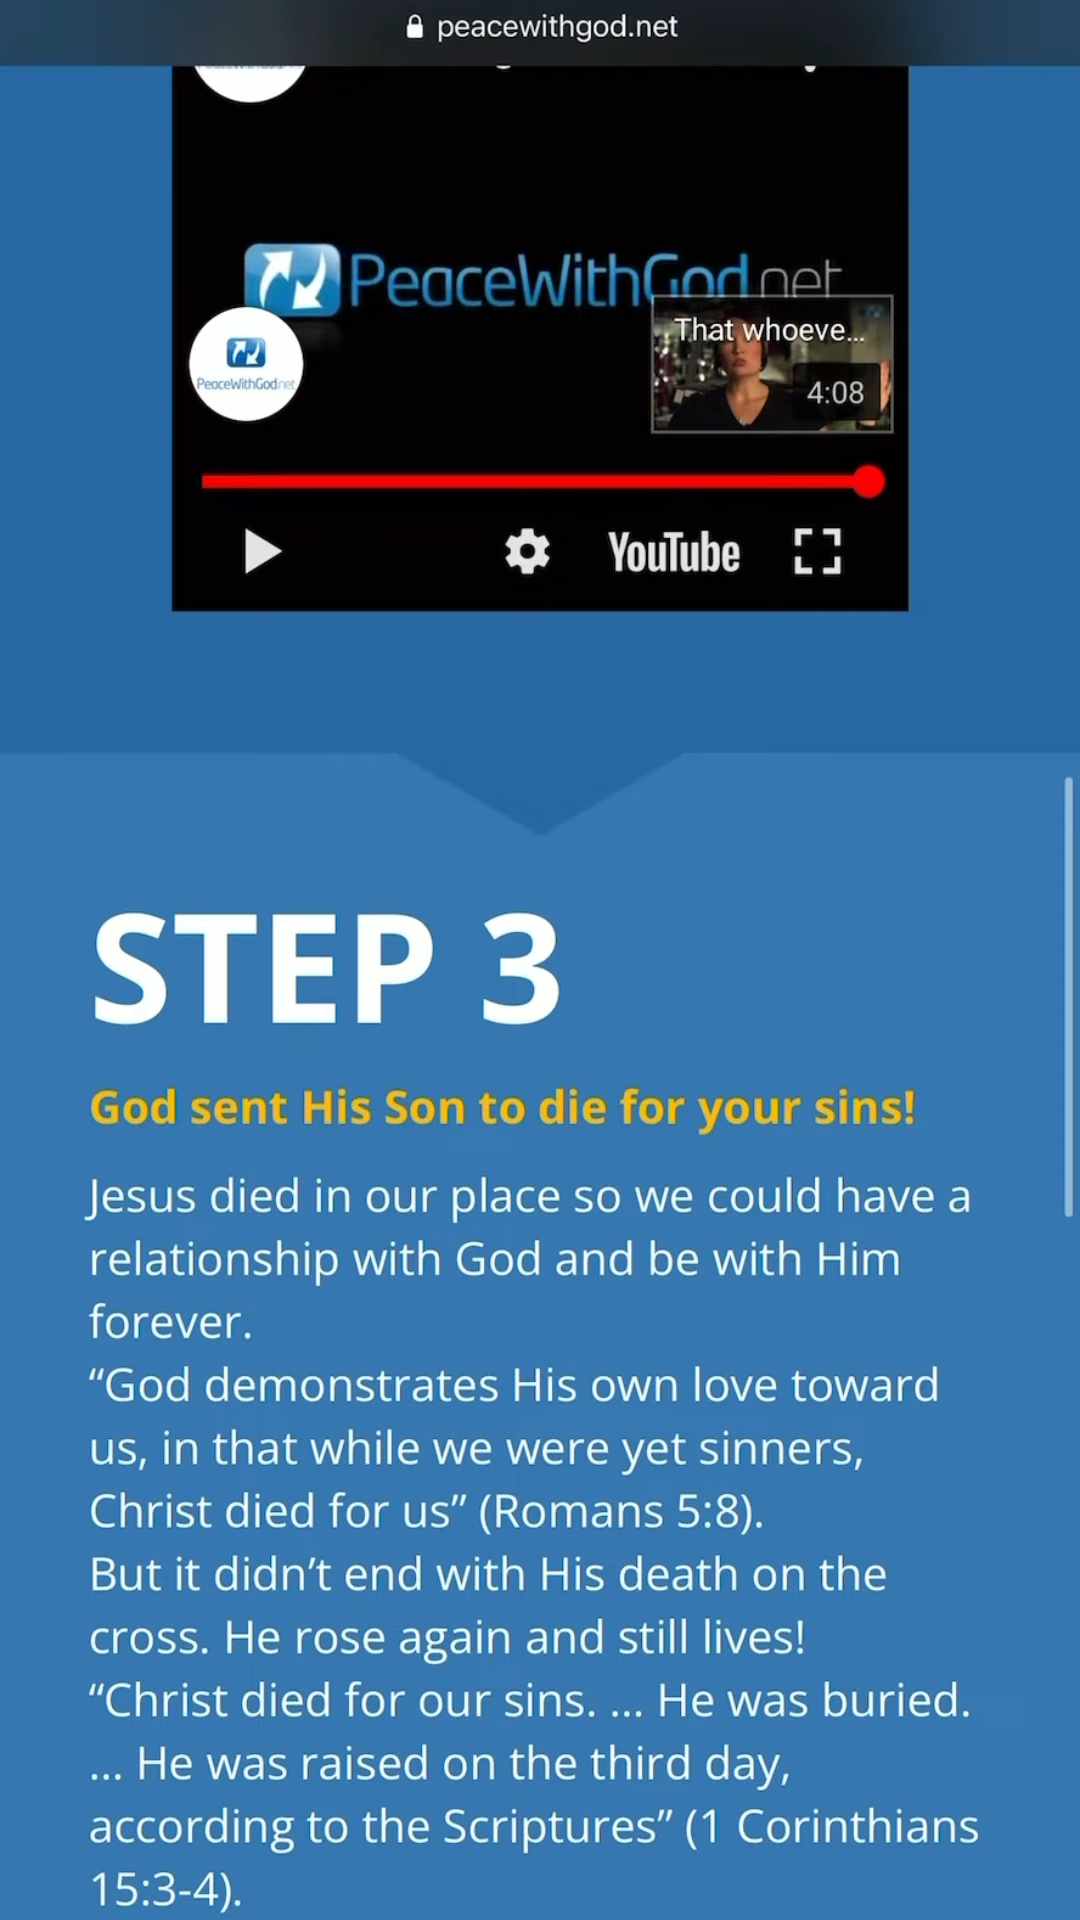 peacewithgod.net
PeaceWithGod.net
That whoeve...
PeaceWithGod.net
4:08
YouTube
STEP 3
God sent His Son to die for your sins!
Jesus died in our place so we could have a
relationship with God and be with Him
forever.
“God demonstrates His own love toward
us, in that while we were yet sinners,
Christ died for us” (Romans 5:8).
But it didn’t end with His death on the
cross. He rose again and still lives!
“Christ died for our sins. ... He was buried.
... He was raised on the third day,
according to the Scriptures” (1 Corinthians
15:3-4).